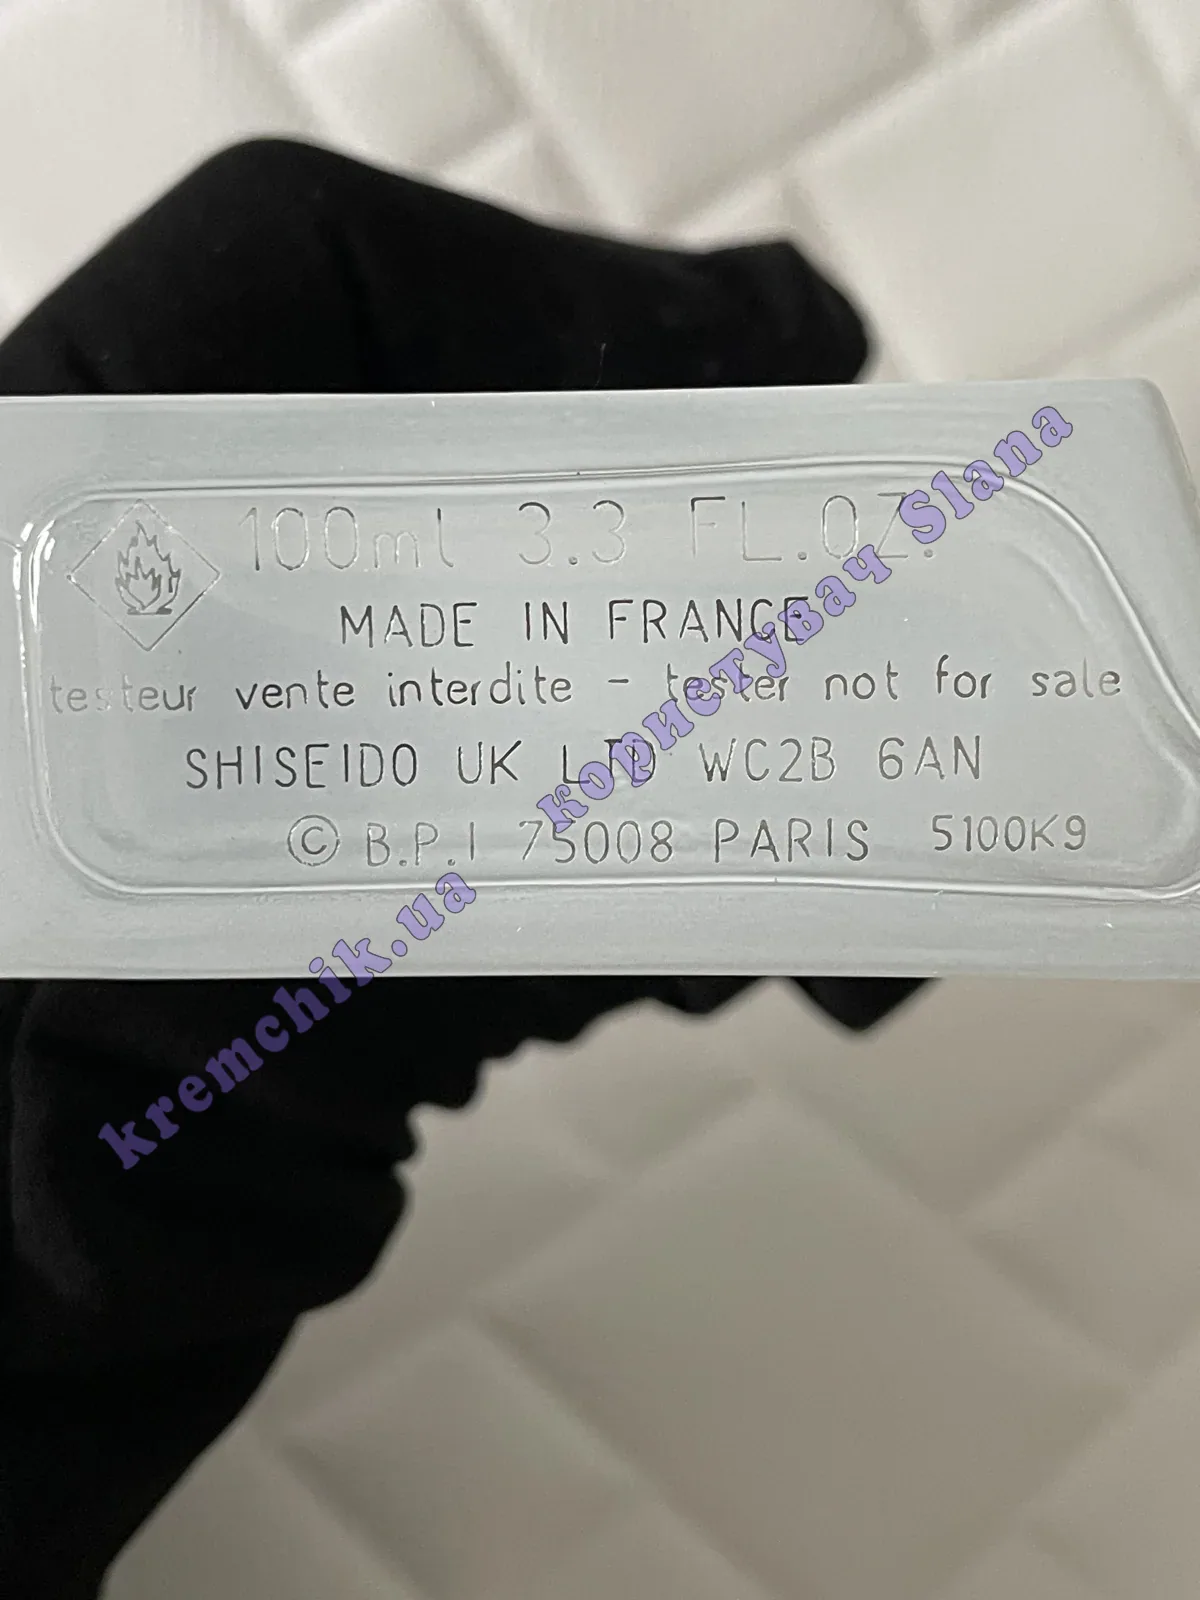 100ml 3.3 FL.OZ.
MADE IN FRANCE
testeur vente interdite - tester not for sale
SHISEIDO UK LTD WC2B 6AN
© B.P.I 75008 PARIS 5100K9
kremchik.ua користувач Slana